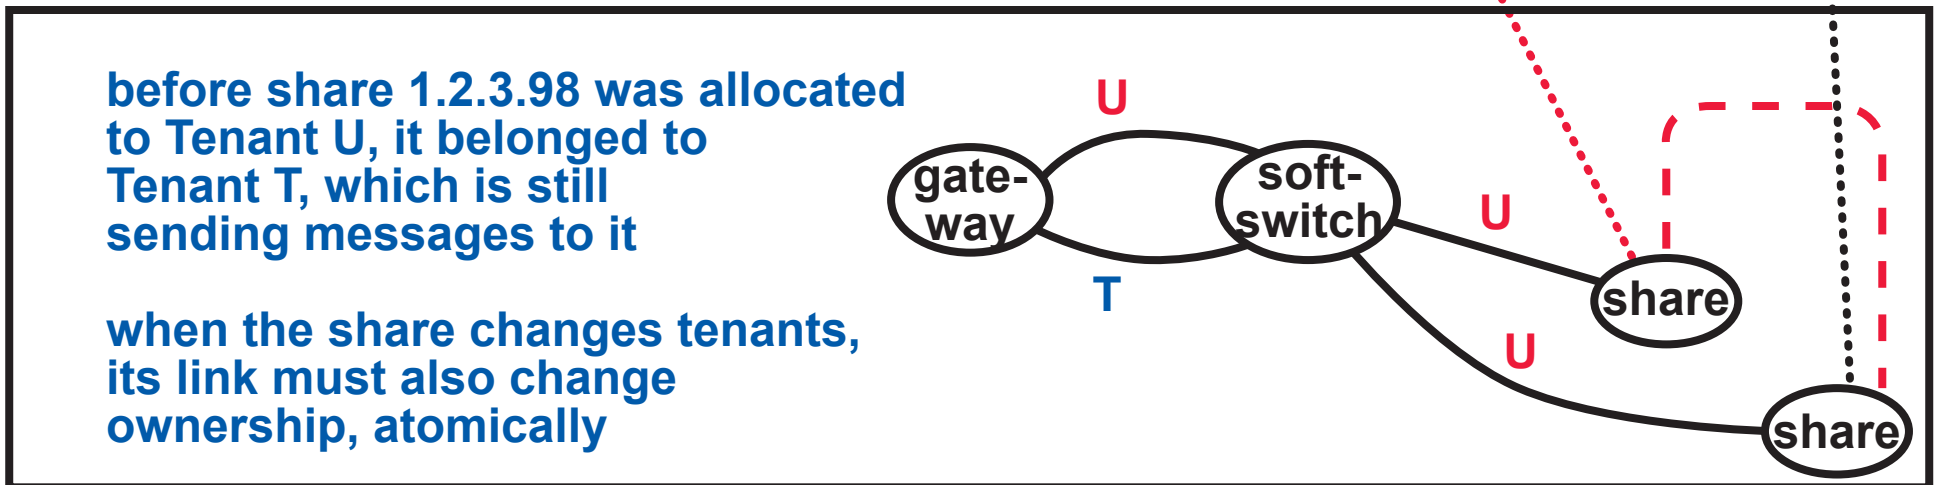 before share 1.2.3.98 was allocated
to Tenant U, it belonged to
Tenant T, which is still
sending messages to it
when the share changes tenants,
its link must also change
ownership, atomically
U
gate-
way
soft-
switch
T
U
share
U
share